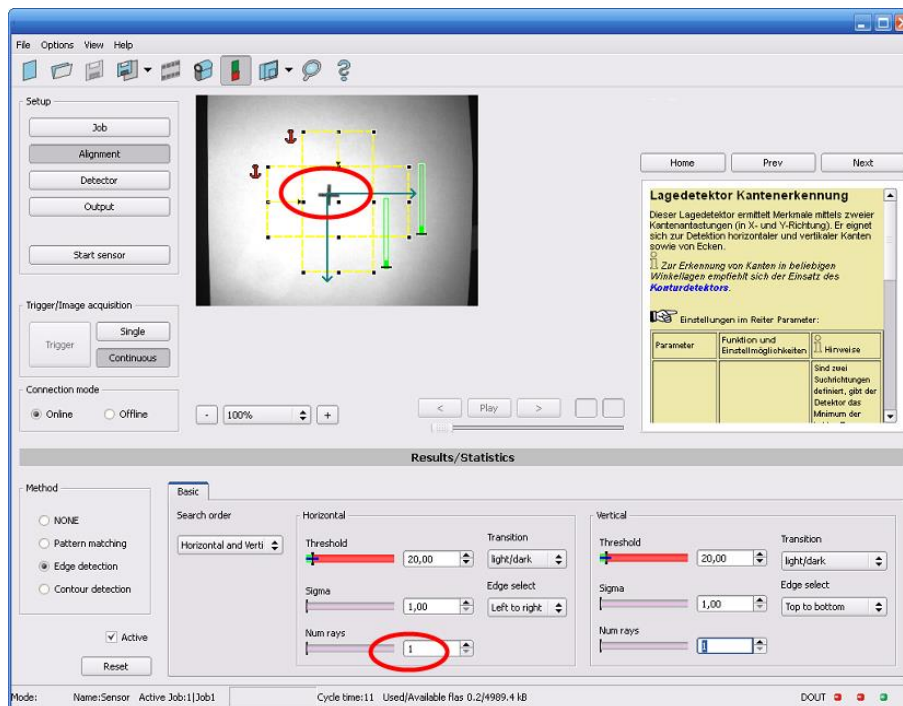 File Options View Help
Setup
Job
Alignment
Detector
Output
Start sensor
Trigger/Image acquisition
Trigger
Single
Continuous
Connection mode
Online Offline
- 100% +
< Play >
Home Prev Next
Lagedetektor Kantenerkennung
Dieser Lagedetektor ermittelt Merkmale mittels zweier
Kantenantastungen (in X- und Y-Richtung). Er eignet
sich zur Detektion horizontaler und vertikaler Kanten
sowie von Ecken.
Zur Erkennung von Kanten in beliebigen
Winkellagen empfiehlt sich der Einsatz des
Konturdetektors.
Einstellungen im Reiter Parameter:
Parameter
Funktion und
Einstellmöglichkeiten
Hinweise
Sind zwei
Suchrichtungen
definiert, gibt der
Detektor das
Minimum der
Results/Statistics
Method
NONE
Pattern matching
Edge detection
Contour detection
Active
Reset
Basic
Search order
Horizontal and Verti
Horizontal
Threshold
20,00
Transition
light/dark
Sigma
1,00
Edge select
Left to right
Num rays
1
Vertical
Threshold
20,00
Transition
light/dark
Sigma
1,00
Edge select
Top to bottom
Num rays
1
Mode: Name:Sensor Active Job:1|Job1 Cycle time:11 Used/Available flas 0.2/4989.4 kB DOUT